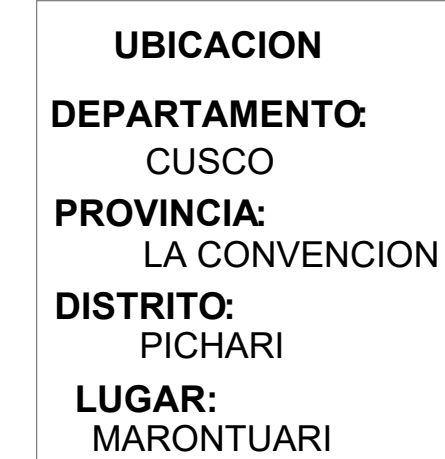 UBICACION
DEPARTAMENTO:
CUSCO
PROVINCIA:
LA CONVENCION
DISTRITO:
PICHARI
LUGAR:
MARONTUARI